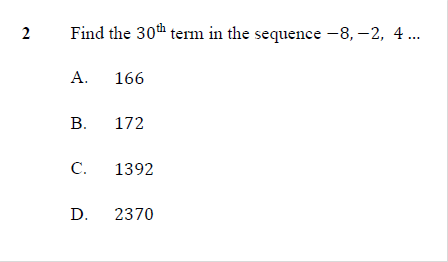 2 Find the 30th term in the sequence −8, −2, 4 ...
A. 166
B. 172
C. 1392
D. 2370